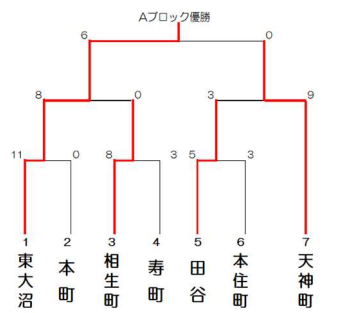 Aブロック優勝
6 0
8 0 3 9
11 0 8 3 5 3
1 2 3 4 5 6 7
東大沼
本町
相生町
寿町
田谷
本住町
天神町